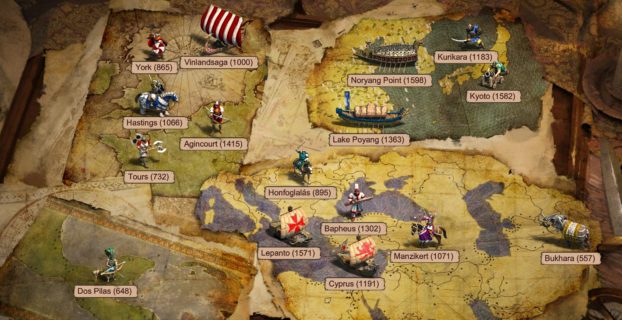 York (865)
Vinlandsaga (1000)
Hastings (1066)
Agincourt (1415)
Tours (732)
Noryang Point (1598)
Kurikara (1183)
Kyoto (1582)
Lake Poyang (1363)
Honfoglalás (895)
Bapheus (1302)
Lepanto (1571)
Manzikert (1071)
Bukhara (557)
Cyprus (1191)
Dos Pilas (648)